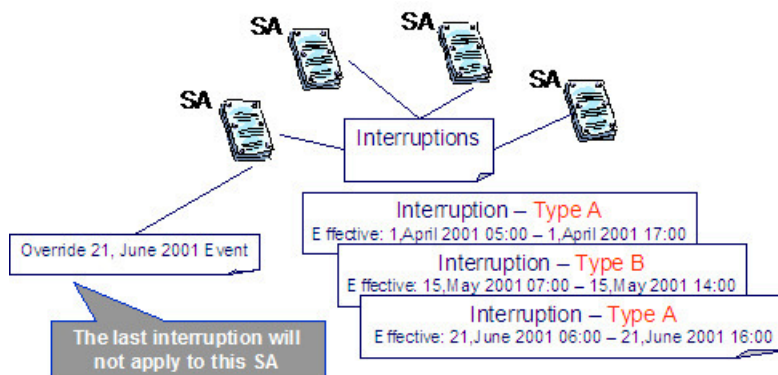 SA
SA
SA
SA
Interruptions
Interruption – Type A
Effective: 1,April 2001 05:00 – 1,April 2001 17:00
Override 21, June 2001 Event
Interruption – Type B
Effective: 15,May 2001 07:00 – 15,May 2001 14:00
Interruption – Type A
Effective: 21,June 2001 06:00 – 21,June 2001 16:00
The last interruption will
not apply to this SA